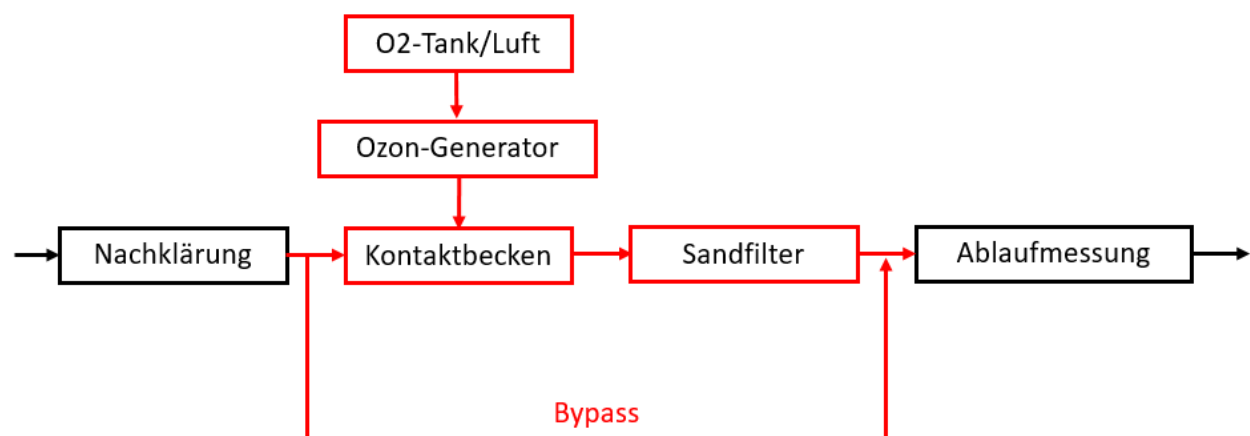 O2-Tank/Luft
Ozon-Generator
Nachklärung
Kontaktbecken
Sandfilter
Ablaufmessung
Bypass